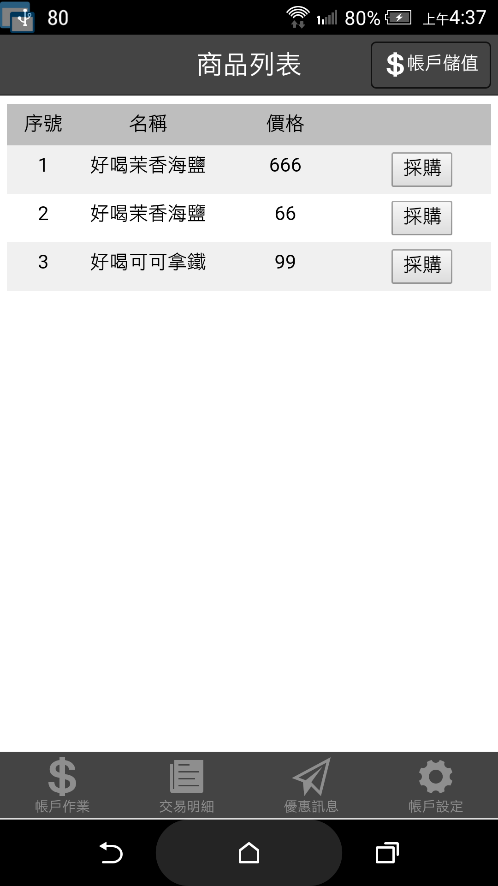 80 80% 上午4:37
商品列表 $帳戶儲值
序號 名稱 價格
1 好喝茉香海鹽 666 採購
2 好喝茉香海鹽 66 採購
3 好喝可可拿鐵 99 採購
帳戶作業 交易明細 優惠訊息 帳戶設定